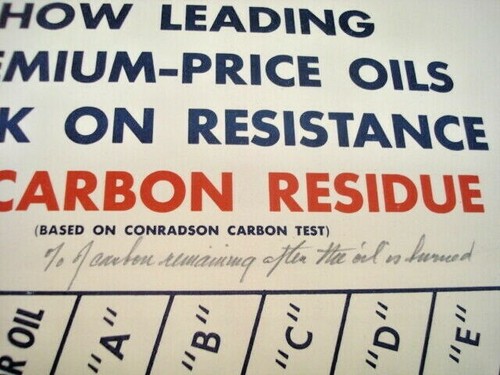 HOW LEADING
EMIUM-PRICE OILS
K ON RESISTANCE
CARBON RESIDUE
(BASED ON CONRADSON CARBON TEST)
% of carbon remaining after the "oil" is burned
R OIL "A" "B" "C" "D" "E"